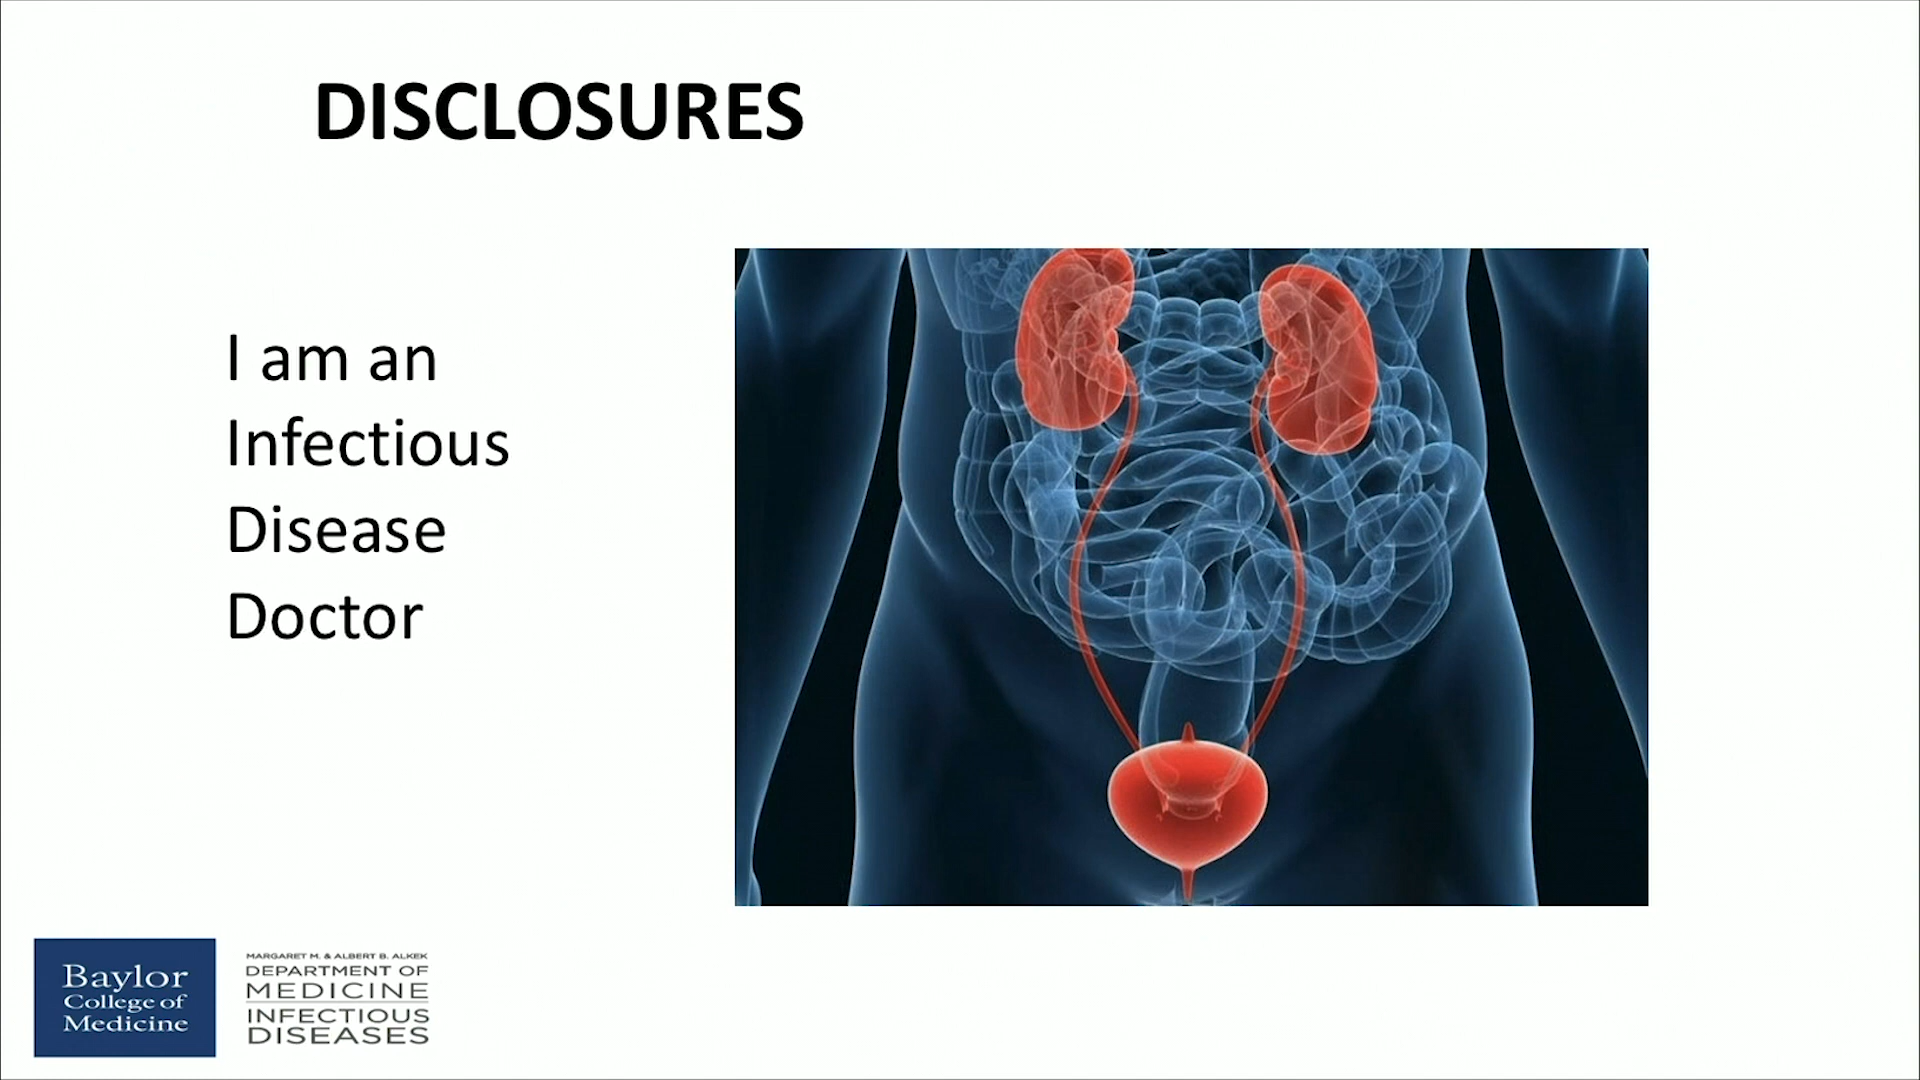 DISCLOSURES
I am an
Infectious
Disease
Doctor
Baylor
College of
Medicine
MARGARET M. & ALBERT B. ALKEK
DEPARTMENT OF
MEDICINE
INFECTIOUS
DISEASES